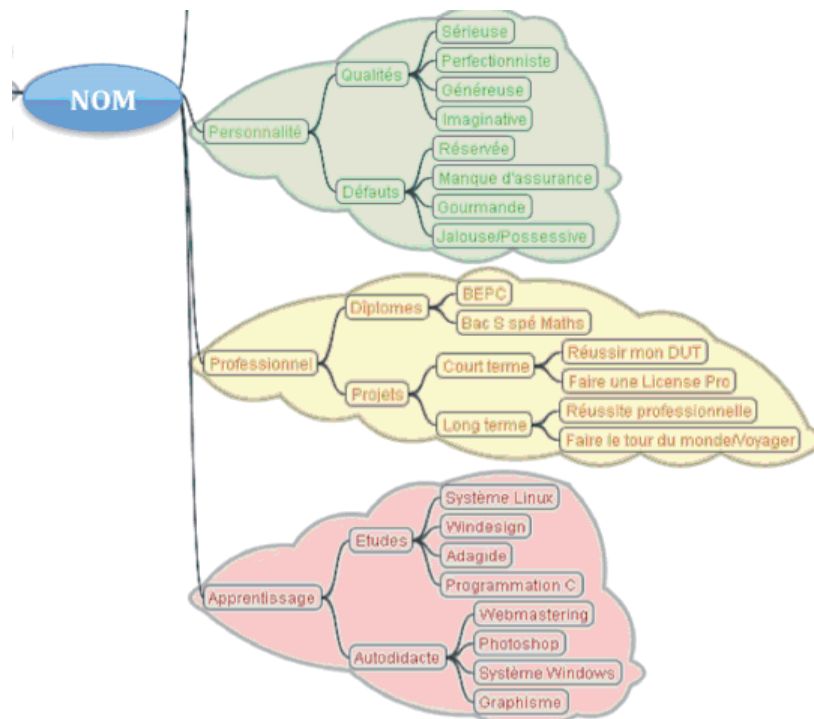 NOM
Personnalité
Qualités
Sérieuse
Perfectionniste
Généreuse
Imaginative
Défauts
Réservée
Manque d'assurance
Gourmande
Jalouse/Possessive
Professionnel
Dîplomes
BEPC
Bac S spé Maths
Projets
Court terme
Réussir mon DUT
Faire une License Pro
Long terme
Réussite professionnelle
Faire le tour du monde/Voyager
Apprentissage
Etudes
Système Linux
Windesign
Adagide
Programmation C
Autodidacte
Webmastering
Photoshop
Système Windows
Graphisme